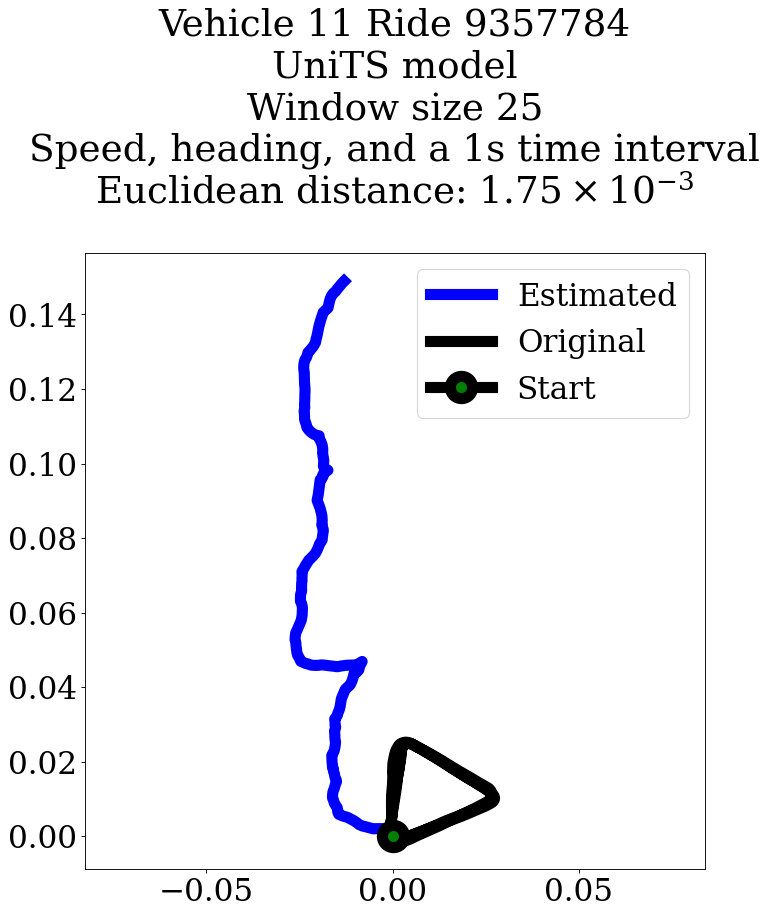 Vehicle 11 Ride 9357784
UniTS model
Window size 25
Speed, heading, and a 1s time interval
Euclidean distance: 1.75 × 10⁻³
Estimated
Original
Start
0.14
0.12
0.10
0.08
0.06
0.04
0.02
0.00
−0.05 0.00 0.05